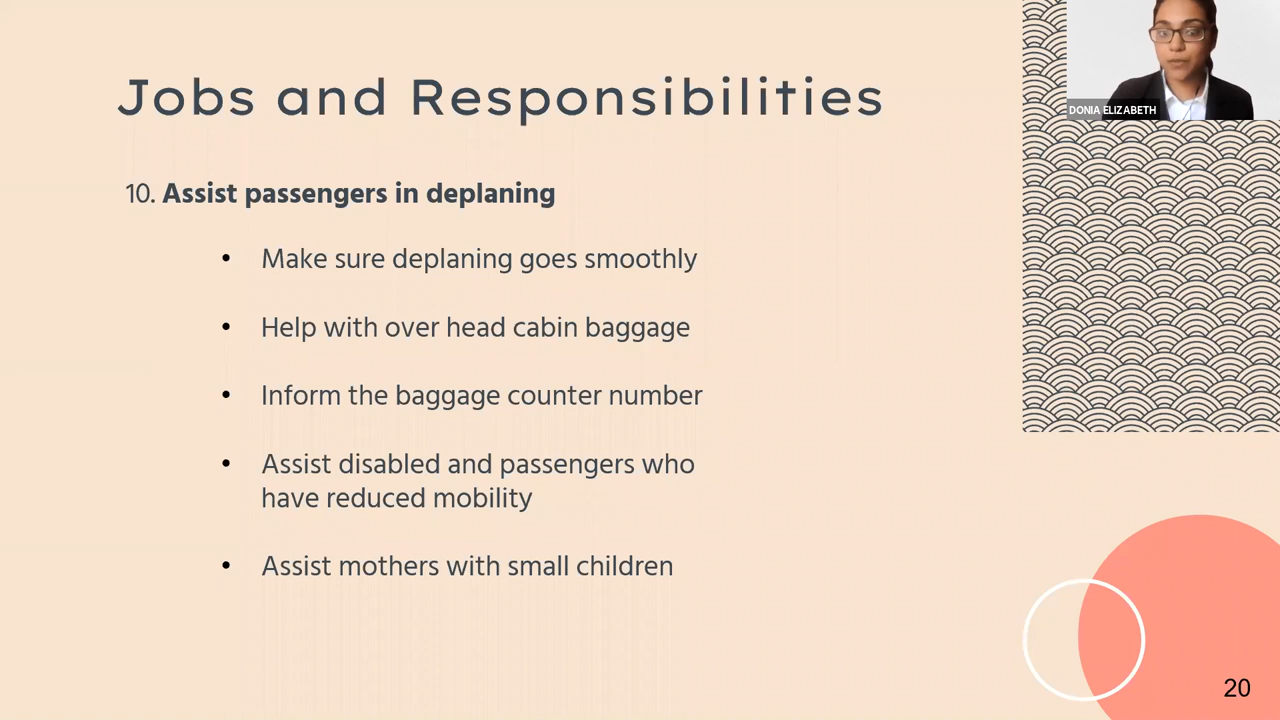 Jobs and Responsibilities
DONIA ELIZABETH
10. Assist passengers in deplaning
• Make sure deplaning goes smoothly
• Help with over head cabin baggage
• Inform the baggage counter number
• Assist disabled and passengers who
have reduced mobility
• Assist mothers with small children
20